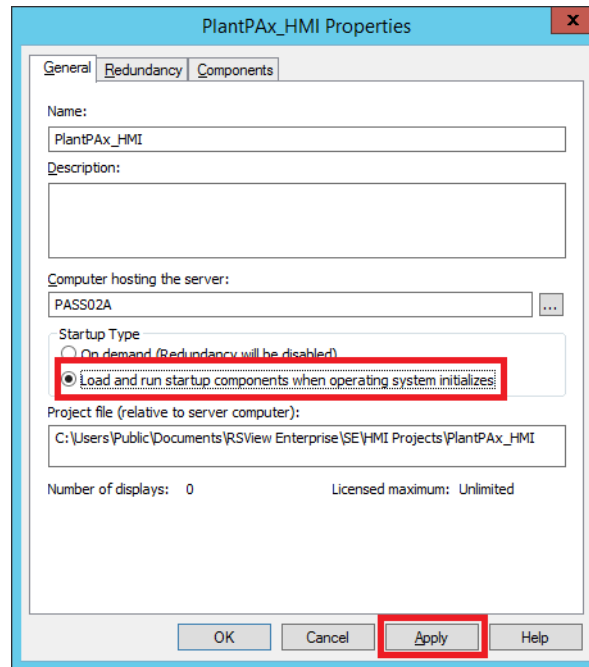 PlantPAx_HMI Properties
x
General Redundancy Components
Name:
PlantPAx_HMI
Description:
Computer hosting the server:
PASS02A
...
Startup Type
On demand (Redundancy will be disabled)
Load and run startup components when operating system initializes
Project file (relative to server computer):
C:\Users\Public\Documents\RSView Enterprise\SE\HMI Projects\PlantPAx_HMI
Number of displays: 0 Licensed maximum: Unlimited
OK Cancel Apply Help